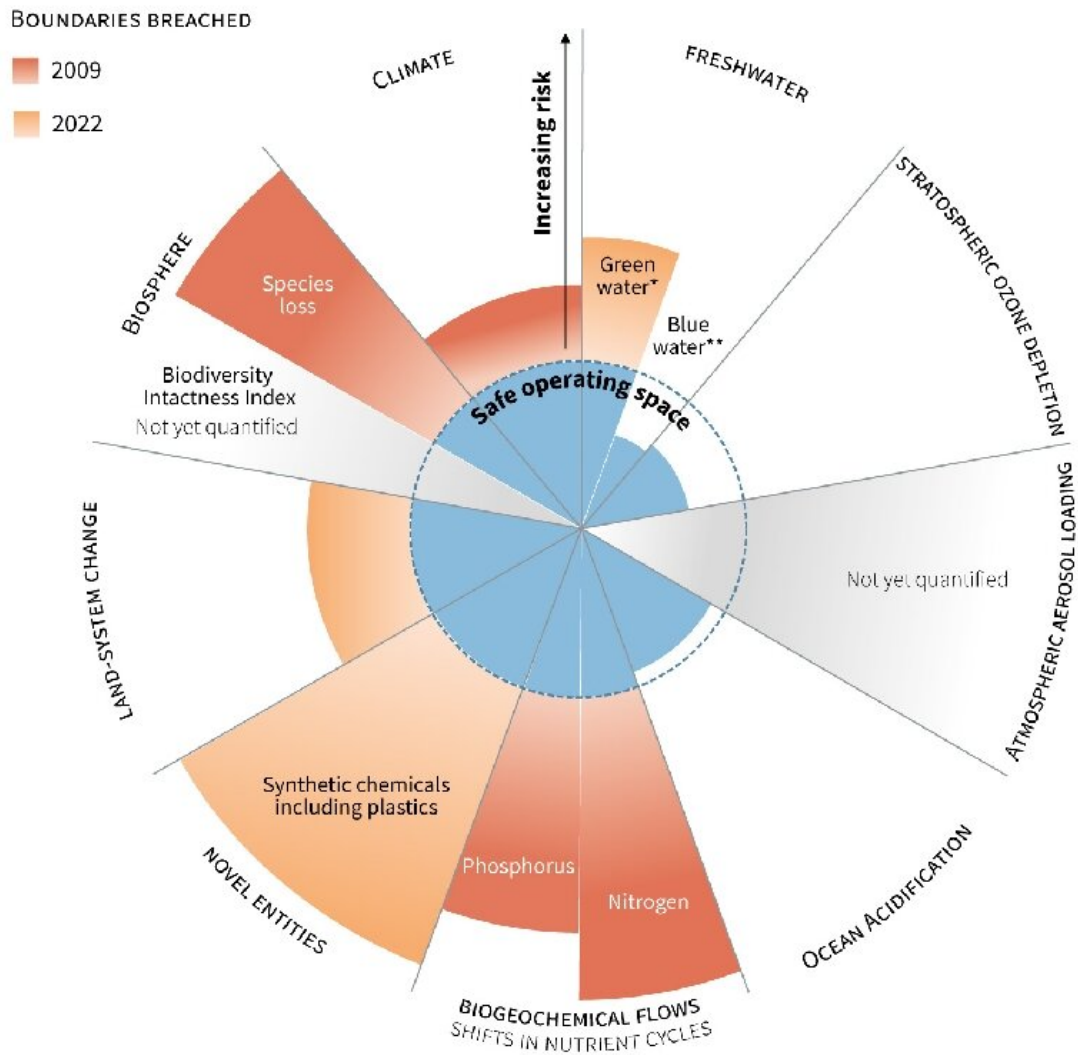 BOUNDARIES BREACHED
2009
2022
CLIMATE
FRESHWATER
Increasing risk
STRATOSPHERIC OZONE DEPLETION
BIOSPHERE
Species
loss
Green
water*
Blue
water**
Biodiversity
Intactness Index
Not yet quantified
Safe operating space
LAND-SYSTEM CHANGE
ATMOSPHERIC AEROSOL LOADING
Not yet quantified
Synthetic chemicals
including plastics
Phosphorus
Nitrogen
NOVEL ENTITIES
OCEAN ACIDIFICATION
BIOGEOCHEMICAL FLOWS
SHIFTS IN NUTRIENT CYCLES